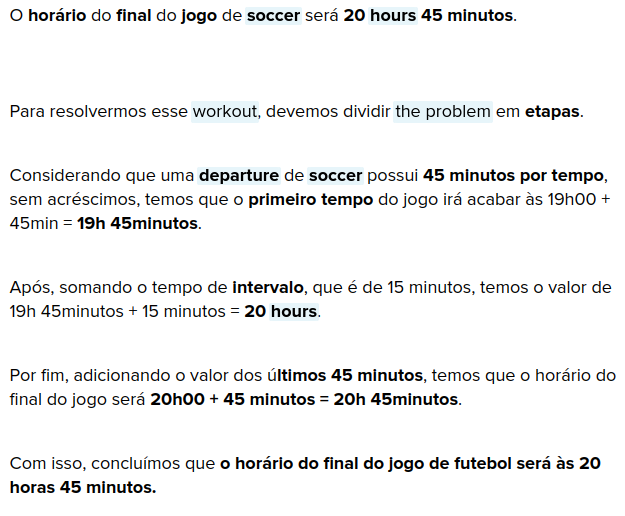 O horário do final do jogo de soccer será 20 hours 45 minutos.
Para resolvermos esse workout, devemos dividir the problem em etapas.
Considerando que uma departure de soccer possui 45 minutos por tempo,
sem acréscimos, temos que o primeiro tempo do jogo irá acabar às 19h00 +
45min = 19h 45minutos.
Após, somando o tempo de intervalo, que é de 15 minutos, temos o valor de
19h 45minutos + 15 minutos = 20 hours.
Por fim, adicionando o valor dos últimos 45 minutos, temos que o horário do
final do jogo será 20h00 + 45 minutos = 20h 45minutos.
Com isso, concluímos que o horário do final do jogo de futebol será às 20
horas 45 minutos.